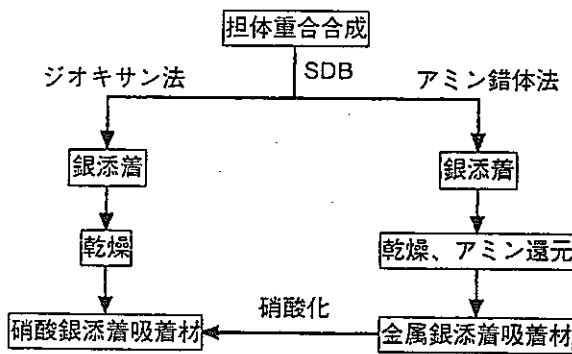 担体重合合成
SDB
ジオキサン法
アミン錯体法
銀添着
銀添着
乾燥
乾燥、アミン還元
硝酸化
硝酸銀添着吸着材
金属銀添着吸着材